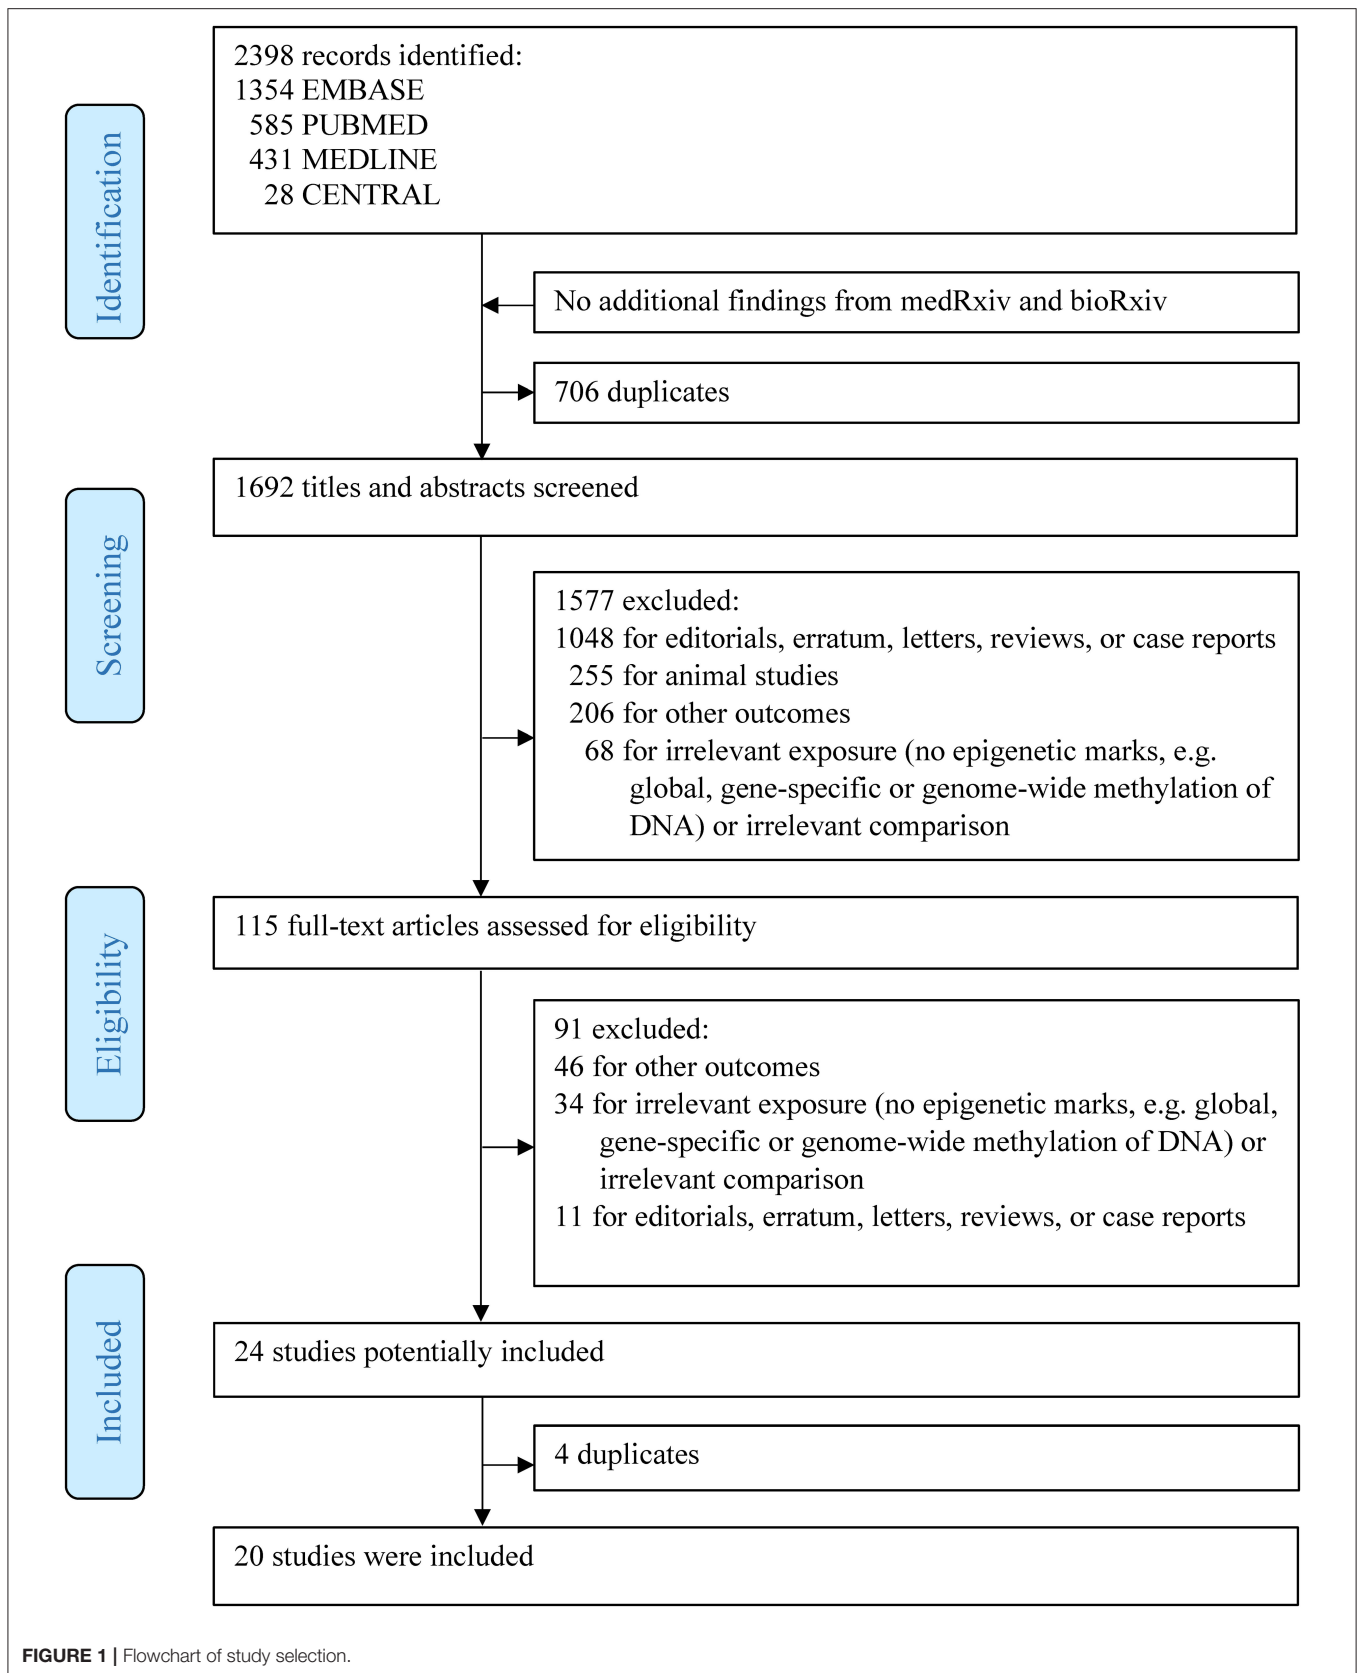 Identification
2398 records identified:
1354 EMBASE
585 PUBMED
431 MEDLINE
28 CENTRAL
No additional findings from medRxiv and bioRxiv
706 duplicates
Screening
1692 titles and abstracts screened
1577 excluded:
1048 for editorials, erratum, letters, reviews, or case reports
255 for animal studies
206 for other outcomes
68 for irrelevant exposure (no epigenetic marks, e.g.
global, gene-specific or genome-wide methylation of
DNA) or irrelevant comparison
Eligibility
115 full-text articles assessed for eligibility
91 excluded:
46 for other outcomes
34 for irrelevant exposure (no epigenetic marks, e.g. global,
gene-specific or genome-wide methylation of DNA) or
irrelevant comparison
11 for editorials, erratum, letters, reviews, or case reports
Included
24 studies potentially included
4 duplicates
20 studies were included
FIGURE 1 | Flowchart of study selection.